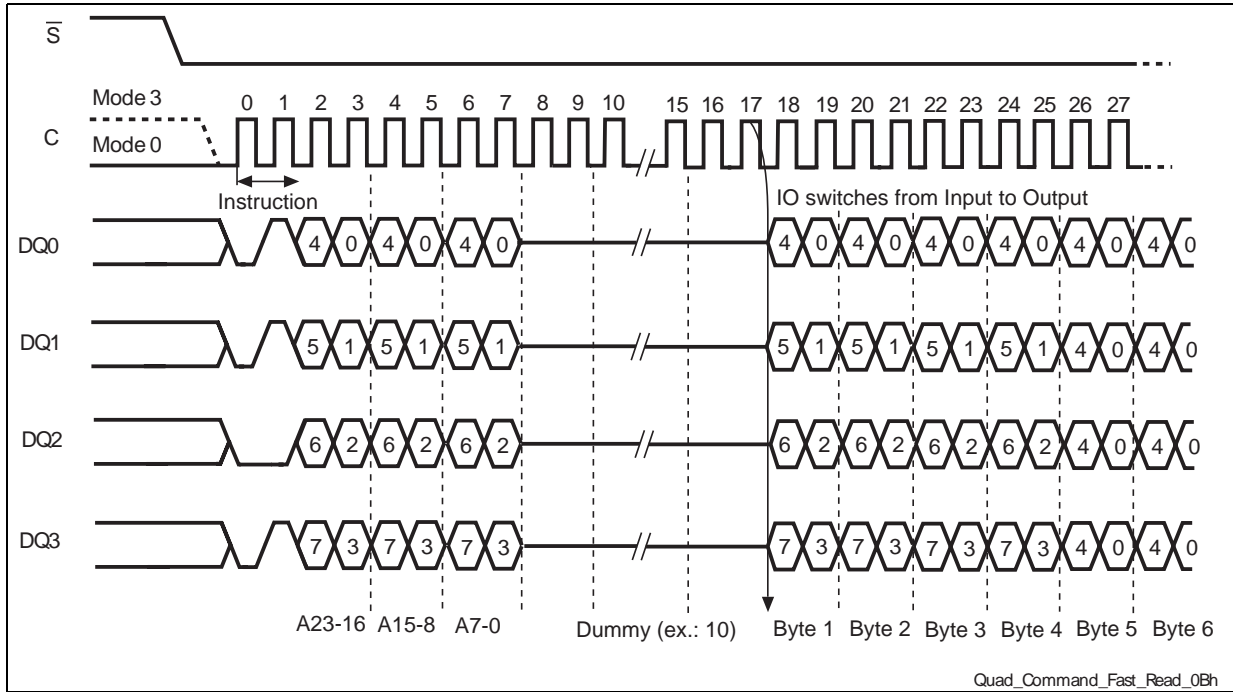 S
Mode 3
C
Mode 0
0 1 2 3 4 5 6 7 8 9 10 15 16 17 18 19 20 21 22 23 24 25 26 27
Instruction
IO switches from Input to Output
DQ0 4 0 4 0 4 0 4 0 4 0 4 0 4 0 4 0 4 0
DQ1 5 1 5 1 5 1 5 1 5 1 5 1 5 1 4 0 4 0
DQ2 6 2 6 2 6 2 6 2 6 2 6 2 6 2 4 0 4 0
DQ3 7 3 7 3 7 3 7 3 7 3 7 3 7 3 4 0 4 0
A23-16 A15-8 A7-0 Dummy (ex.: 10) Byte 1 Byte 2 Byte 3 Byte 4 Byte 5 Byte 6
Quad_Command_Fast_Read_0Bh